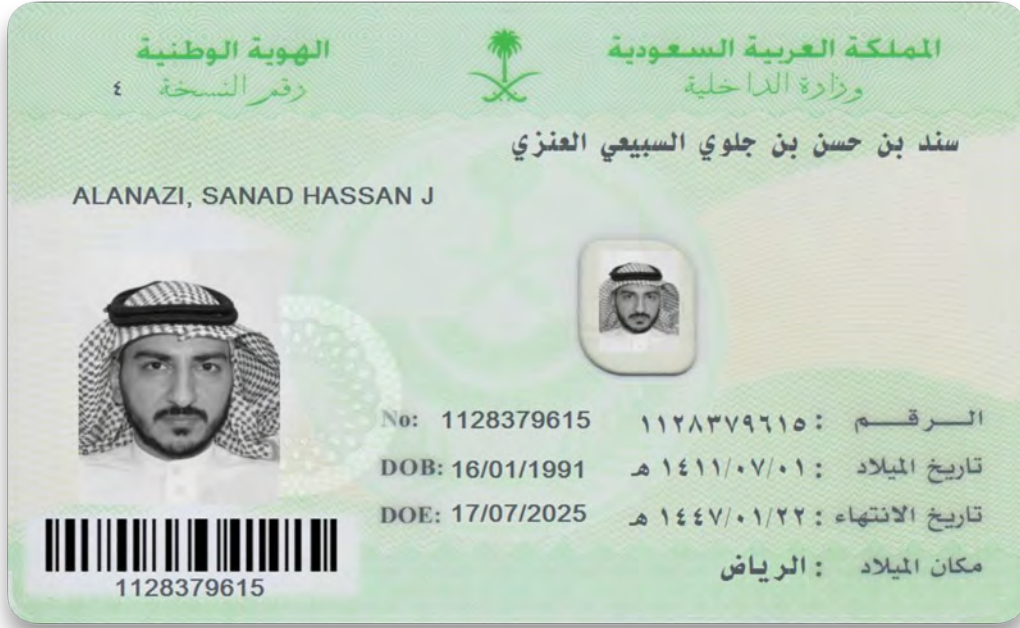 المملكة العربية السعودية
وزارة الداخلية
الهوية الوطنية
رقم النسخة ٤
سند بن حسن بن جلوي السبيعي العنزي
ALANAZI, SANAD HASSAN J
الـــرقــــم : ١١٢٨٣٧٩٦١٥ No: 1128379615
تاريخ الميلاد : ١٤١١/٠٧/٠١ هـ DOB: 16/01/1991
تاريخ الانتهاء : ١٤٤٧/٠١/٢٢ هـ DOE: 17/07/2025
مكان الميلاد : الرياض
1128379615